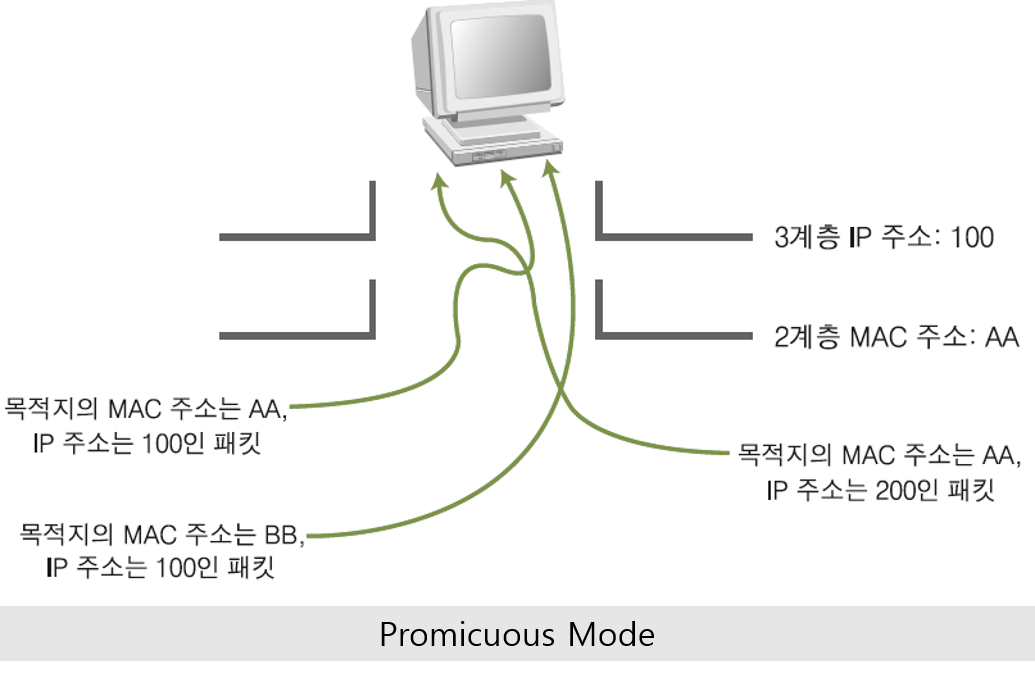 3계층 IP 주소: 100
2계층 MAC 주소: AA
목적지의 MAC 주소는 AA,
IP 주소는 100인 패킷
목적지의 MAC 주소는 AA,
IP 주소는 200인 패킷
목적지의 MAC 주소는 BB,
IP 주소는 100인 패킷
Promicuous Mode